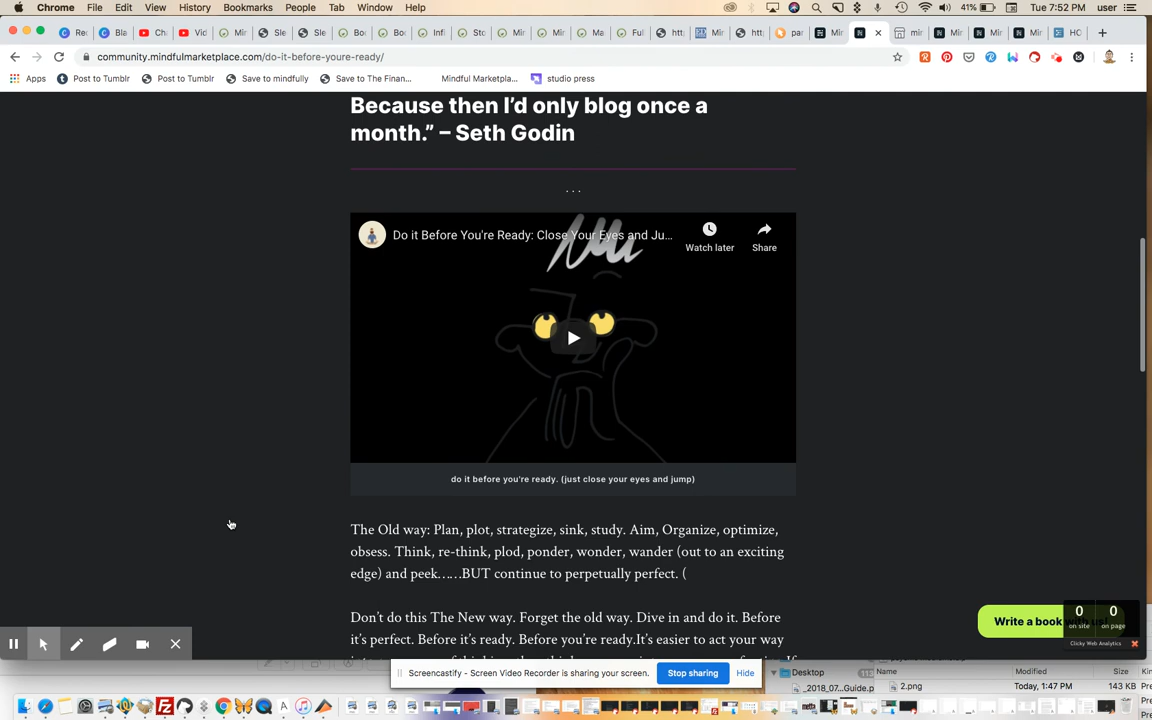 Chrome File Edit View History Bookmarks People Tab Window Help 41% Tue 7:52 PM user
community.mindfulmarketplace.com/do-it-before-youre-ready/
Apps Post to Tumblr Post to Tumblr Save to mindfully Save to The Finan... Mindful Marketpla... studio press
Because then I’d only blog once a
month.” – Seth Godin
...
Do it Before You're Ready: Close Your Eyes and Ju...
Watch later Share
do it before you're ready. (just close your eyes and jump)
The Old way: Plan, plot, strategize, sink, study. Aim, Organize, optimize,
obsess. Think, re-think, plod, ponder, wonder, wander (out to an exciting
edge) and peek……BUT continue to perpetually perfect. (
Don’t do this The New way. Forget the old way. Dive in and do it. Before
it’s perfect. Before it’s ready. Before you’re ready.It’s easier to act your way
Write a book with us!
0 0
on site on page
Clicky Web Analytics
Screencastify - Screen Video Recorder is sharing your screen. Stop sharing Hide
Desktop Name Modified Size
_2018_07...Guide.p 2.png Today, 1:47 PM 143 KB